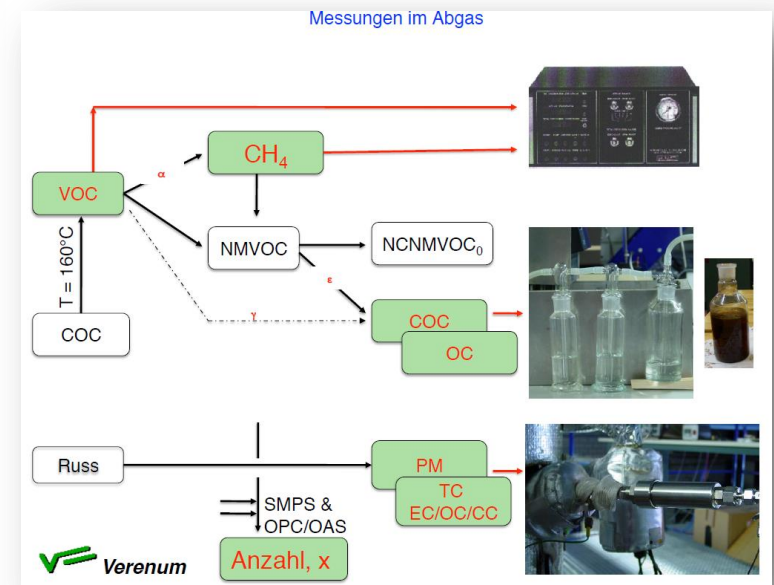 Messungen im Abgas
CH₄
α
VOC
NMVOC
NCNMVOC₀
T = 160°C
ε
γ
COC
COC
OC
Russ
PM
TC
EC/OC/CC
SMPS &
OPC/OAS
Anzahl, x
Verenum